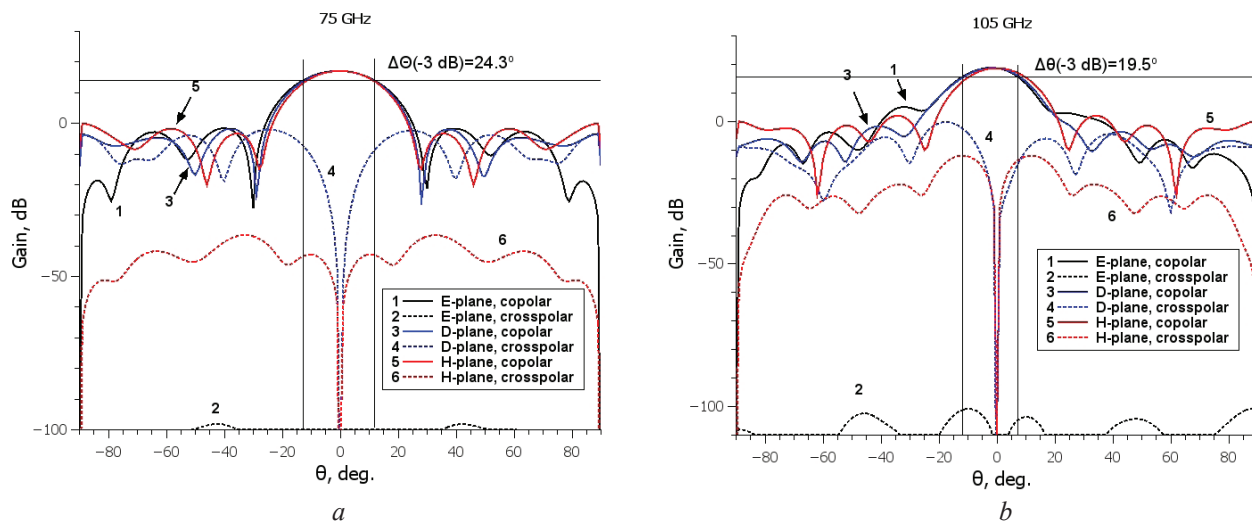 75 GHz
ΔΘ(-3 dB)=24.3°
5
0
4
3
1
6
Gain, dB
−50
1 E-plane, copolar
2 E-plane, crosspolar
3 D-plane, copolar
4 D-plane, crosspolar
5 H-plane, copolar
6 H-plane, crosspolar
2
−100
−80 −60 −40 −20 0 20 40 60 80
θ, deg.
a
105 GHz
Δθ(-3 dB)=19.5°
1
3
0
5
4
6
Gain, dB
−50
1 E-plane, copolar
2 E-plane, crosspolar
3 D-plane, copolar
4 D-plane, crosspolar
5 H-plane, copolar
6 H-plane, crosspolar
2
−100
−80 −60 −40 −20 0 20 40 60 80
θ, deg.
b